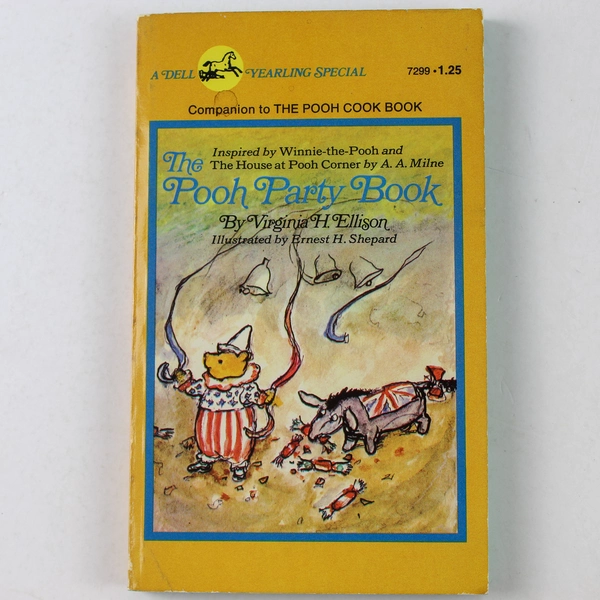 A DELL YEARLING SPECIAL 7299 • 1.25
Companion to THE POOH COOK BOOK
Inspired by Winnie-the-Pooh and
The House at Pooh Corner by A. A. Milne
The
Pooh Party Book
By Virginia H. Ellison
Illustrated by Ernest H. Shepard